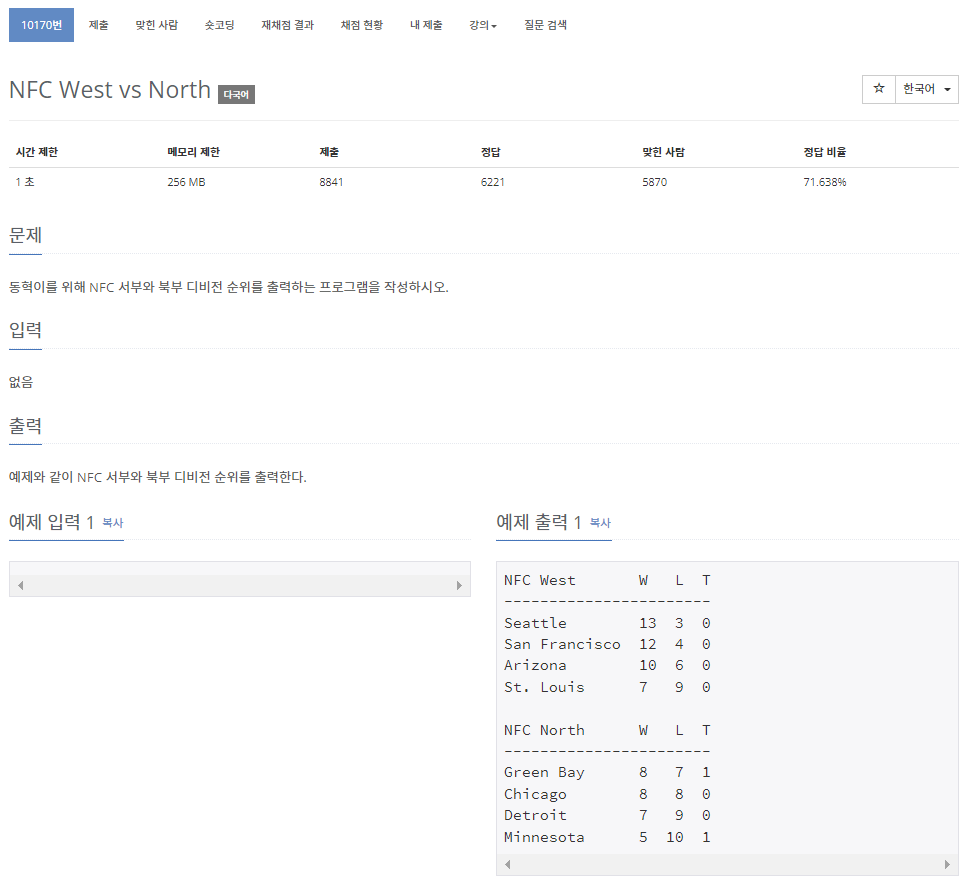 10170번 제출 맞힌 사람 숏코딩 재채점 결과 채점 현황 내 제출 강의 질문 검색
NFC West vs North 다국어
☆ 한국어
시간 제한 메모리 제한 제출 정답 맞힌 사람 정답 비율
1 초 256 MB 8841 6221 5870 71.638%
문제
동혁이를 위해 NFC 서부와 북부 디비전 순위를 출력하는 프로그램을 작성하시오.
입력
없음
출력
예제와 같이 NFC 서부와 북부 디비전 순위를 출력한다.
예제 입력 1 복사
예제 출력 1 복사
NFC West       W   L  T
-----------------------
Seattle        13  3  0
San Francisco  12  4  0
Arizona        10  6  0
St. Louis      7   9  0

NFC North      W   L  T
-----------------------
Green Bay      8   7  1
Chicago        8   8  0
Detroit        7   9  0
Minnesota      5  10  1